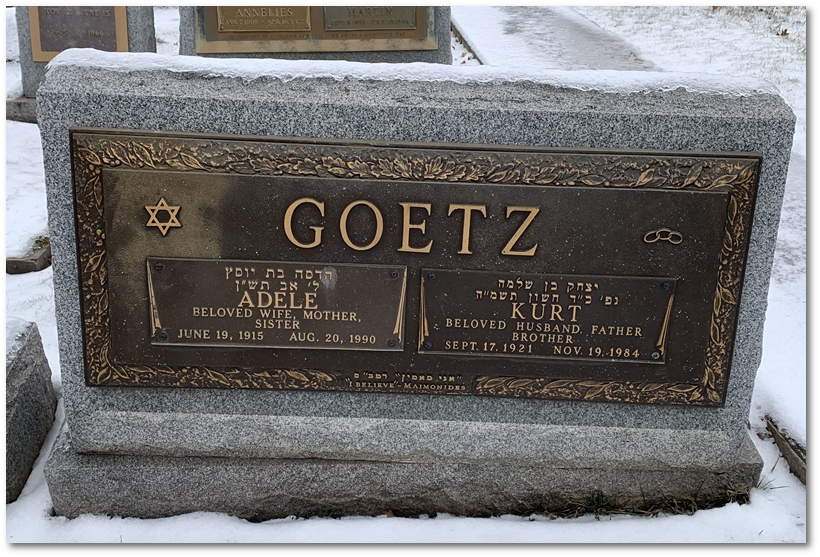 ANNELIES
MARTIN
GOETZ
הדסה בת יוסף
ל' אב תש"ן
ADELE
BELOVED WIFE, MOTHER,
SISTER
JUNE 19, 1915 AUG. 20, 1990
יצחק בן שלמה
נפ' כ"ד חשון תשמ"ה
KURT
BELOVED HUSBAND, FATHER
BROTHER
SEPT. 17, 1921 NOV. 19, 1984
"אני מאמין" רמב"ם
I BELIEVE - MAIMONIDES